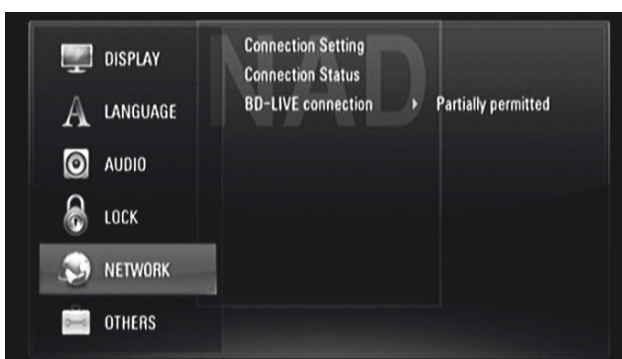 DISPLAY
LANGUAGE
AUDIO
LOCK
NETWORK
OTHERS
NAD
Connection Setting
Connection Status
BD-LIVE connection
Partially permitted